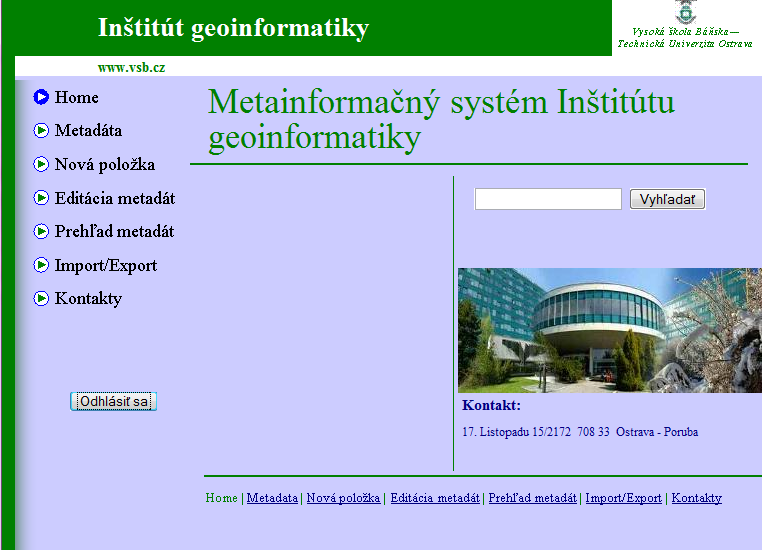 Inštitút geoinformatiky
Vysoká škola Báňska—
Technická Univerzita Ostrava
www.vsb.cz
Home
Metadáta
Nová položka
Editácia metadát
Prehľad metadát
Import/Export
Kontakty
Odhlásiť sa
Metainformačný systém Inštitútu
geoinformatiky
Vyhľadať
Kontakt:
17. Listopadu 15/2172 708 33 Ostrava - Poruba
Home | Metadata | Nová položka | Editácia metadát | Prehľad metadát | Import/Export | Kontakty